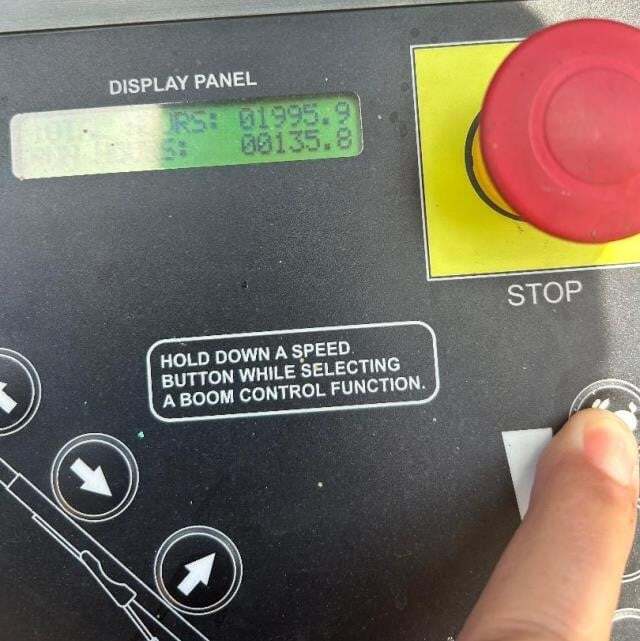 DISPLAY PANEL
RS: 01995.9
S: 00135.8
STOP
HOLD DOWN A SPEED
BUTTON WHILE SELECTING
A BOOM CONTROL FUNCTION.